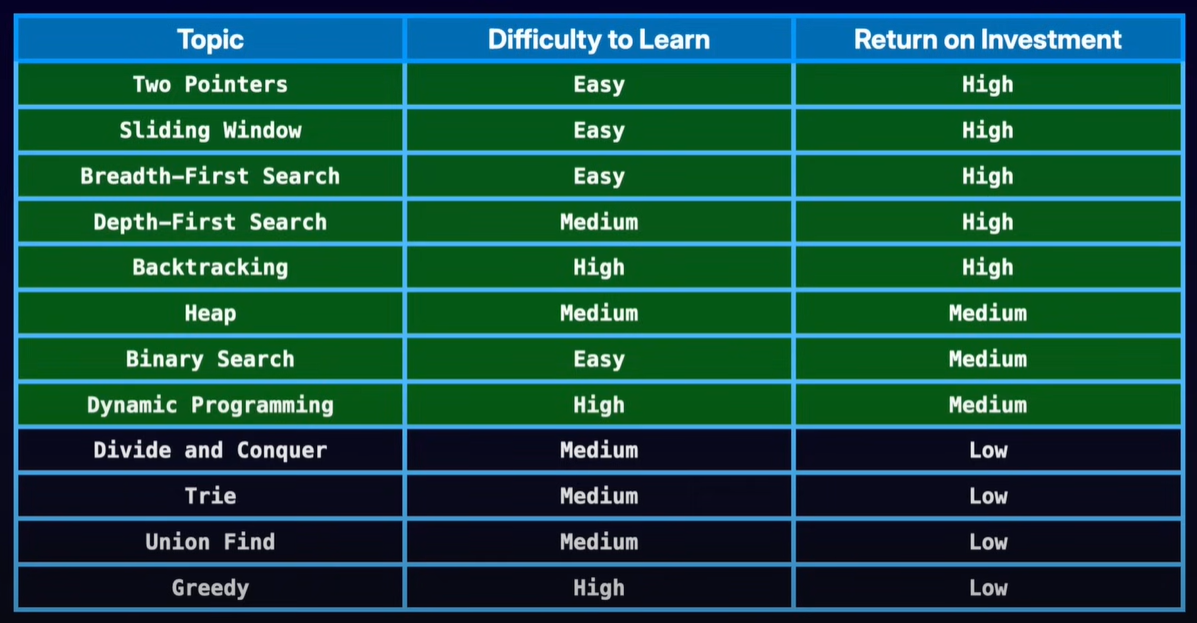 Topic Difficulty to Learn Return on Investment
Two Pointers Easy High
Sliding Window Easy High
Breadth-First Search Easy High
Depth-First Search Medium High
Backtracking High High
Heap Medium Medium
Binary Search Easy Medium
Dynamic Programming High Medium
Divide and Conquer Medium Low
Trie Medium Low
Union Find Medium Low
Greedy High Low